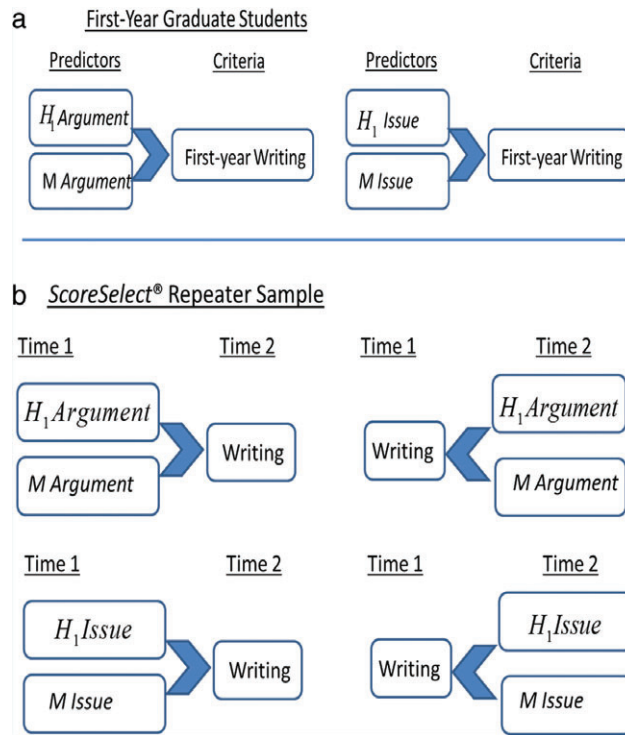 a First-Year Graduate Students
Predictors Criteria Predictors Criteria
H₁ Argument H₁ Issue
First-year Writing First-year Writing
M Argument M Issue
b ScoreSelect® Repeater Sample
Time 1 Time 2 Time 1 Time 2
H₁ Argument H₁ Argument
Writing Writing
M Argument M Argument
Time 1 Time 2 Time 1 Time 2
H₁ Issue H₁ Issue
Writing Writing
M Issue M Issue